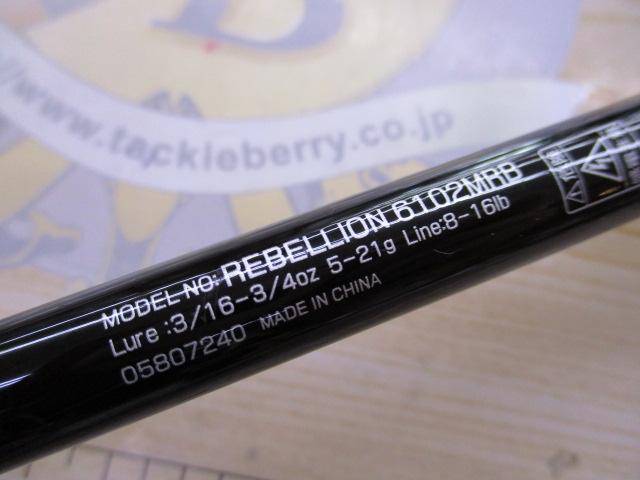 ://www.tackleberry.co.jp
MODEL NO: REBELLION 6102MRB
Lure :3/16-3/4oz 5-21g Line:8-16lb
05807240 MADE IN CHINA